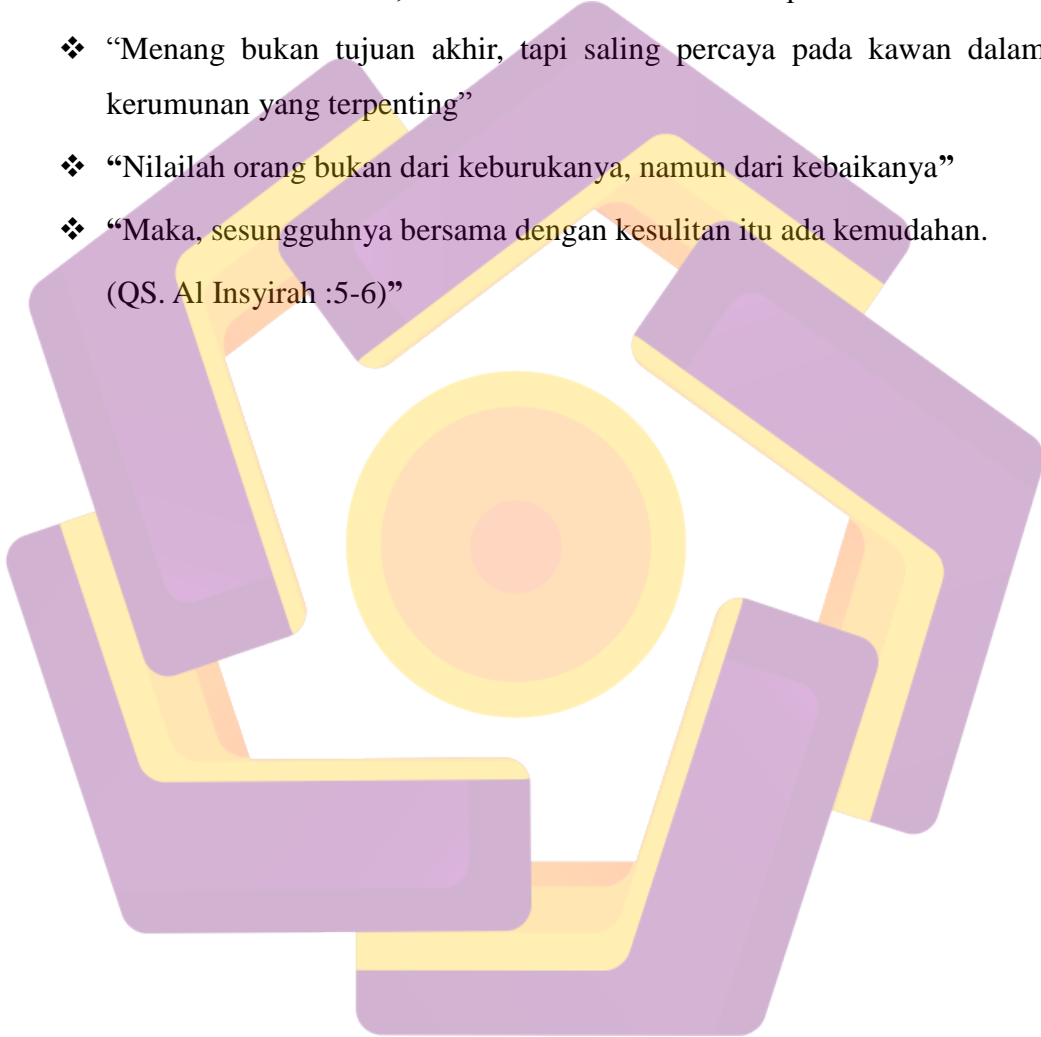 ❖ “Menang bukan tujuan akhir, tapi saling percaya pada kawan dalam
kerumunan yang terpenting”
❖ “Nilailah orang bukan dari keburukanya, namun dari kebaikanya”
❖ “Maka, sesungguhnya bersama dengan kesulitan itu ada kemudahan.
(QS. Al Insyirah :5-6)”